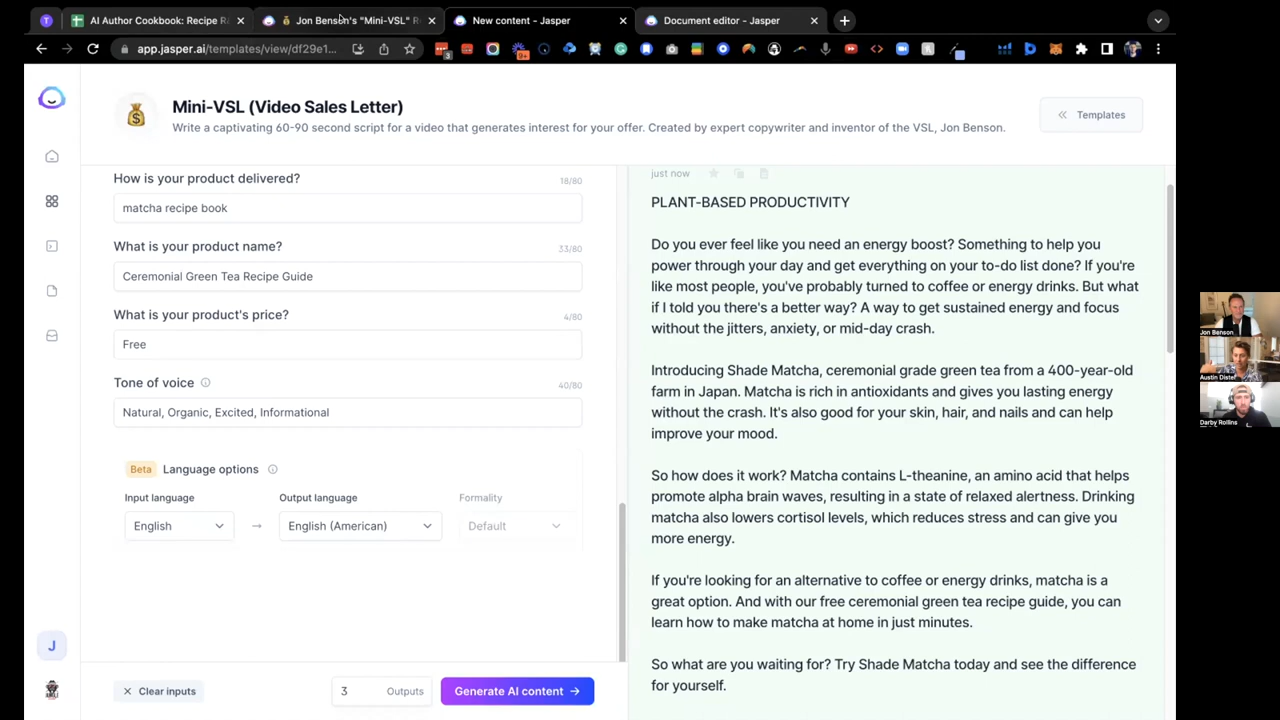 AI Author Cookbook: Recipe R
Jon Benson's "Mini-VSL" R
New content - Jasper
Document editor - Jasper
app.jasper.ai/templates/view/df29e1...
Mini-VSL (Video Sales Letter)
Write a captivating 60-90 second script for a video that generates interest for your offer. Created by expert copywriter and inventor of the VSL, Jon Benson.
Templates
How is your product delivered?
18/80
matcha recipe book
What is your product name?
33/80
Ceremonial Green Tea Recipe Guide
What is your product's price?
4/80
Free
Tone of voice
40/80
Natural, Organic, Excited, Informational
Beta Language options
Input language
Output language
Formality
English
English (American)
Default
J
Clear inputs
3 Outputs
Generate AI content
just now
PLANT-BASED PRODUCTIVITY
Do you ever feel like you need an energy boost? Something to help you
power through your day and get everything on your to-do list done? If you're
like most people, you've probably turned to coffee or energy drinks. But what
if I told you there's a better way? A way to get sustained energy and focus
without the jitters, anxiety, or mid-day crash.
Introducing Shade Matcha, ceremonial grade green tea from a 400-year-old
farm in Japan. Matcha is rich in antioxidants and gives you lasting energy
without the crash. It's also good for your skin, hair, and nails and can help
improve your mood.
So how does it work? Matcha contains L-theanine, an amino acid that helps
promote alpha brain waves, resulting in a state of relaxed alertness. Drinking
matcha also lowers cortisol levels, which reduces stress and can give you
more energy.
If you're looking for an alternative to coffee or energy drinks, matcha is a
great option. And with our free ceremonial green tea recipe guide, you can
learn how to make matcha at home in just minutes.
So what are you waiting for? Try Shade Matcha today and see the difference
for yourself.
Jon Benson
Austin Distel
Darby Rollins